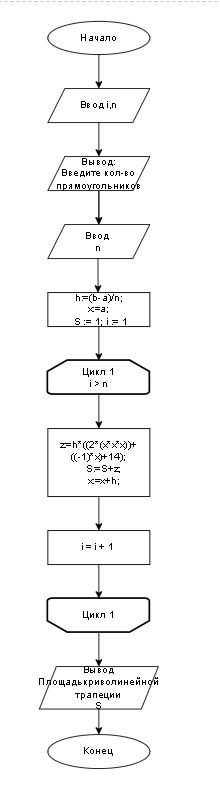 Начало
Ввод i,n
Вывод:
Введите кол-во
прямоугольников
Ввод
n
h:=(b-a)/n;
x:=a;
S := 1; i := 1
Цикл 1
i > n
z:=h*((2*(x*x*x))+
((-1)*x)+14);
S:=S+z;
x:=x+h;
i := i + 1
Цикл 1
Вывод
Площадькриволинейной
трапеции
S
Конец